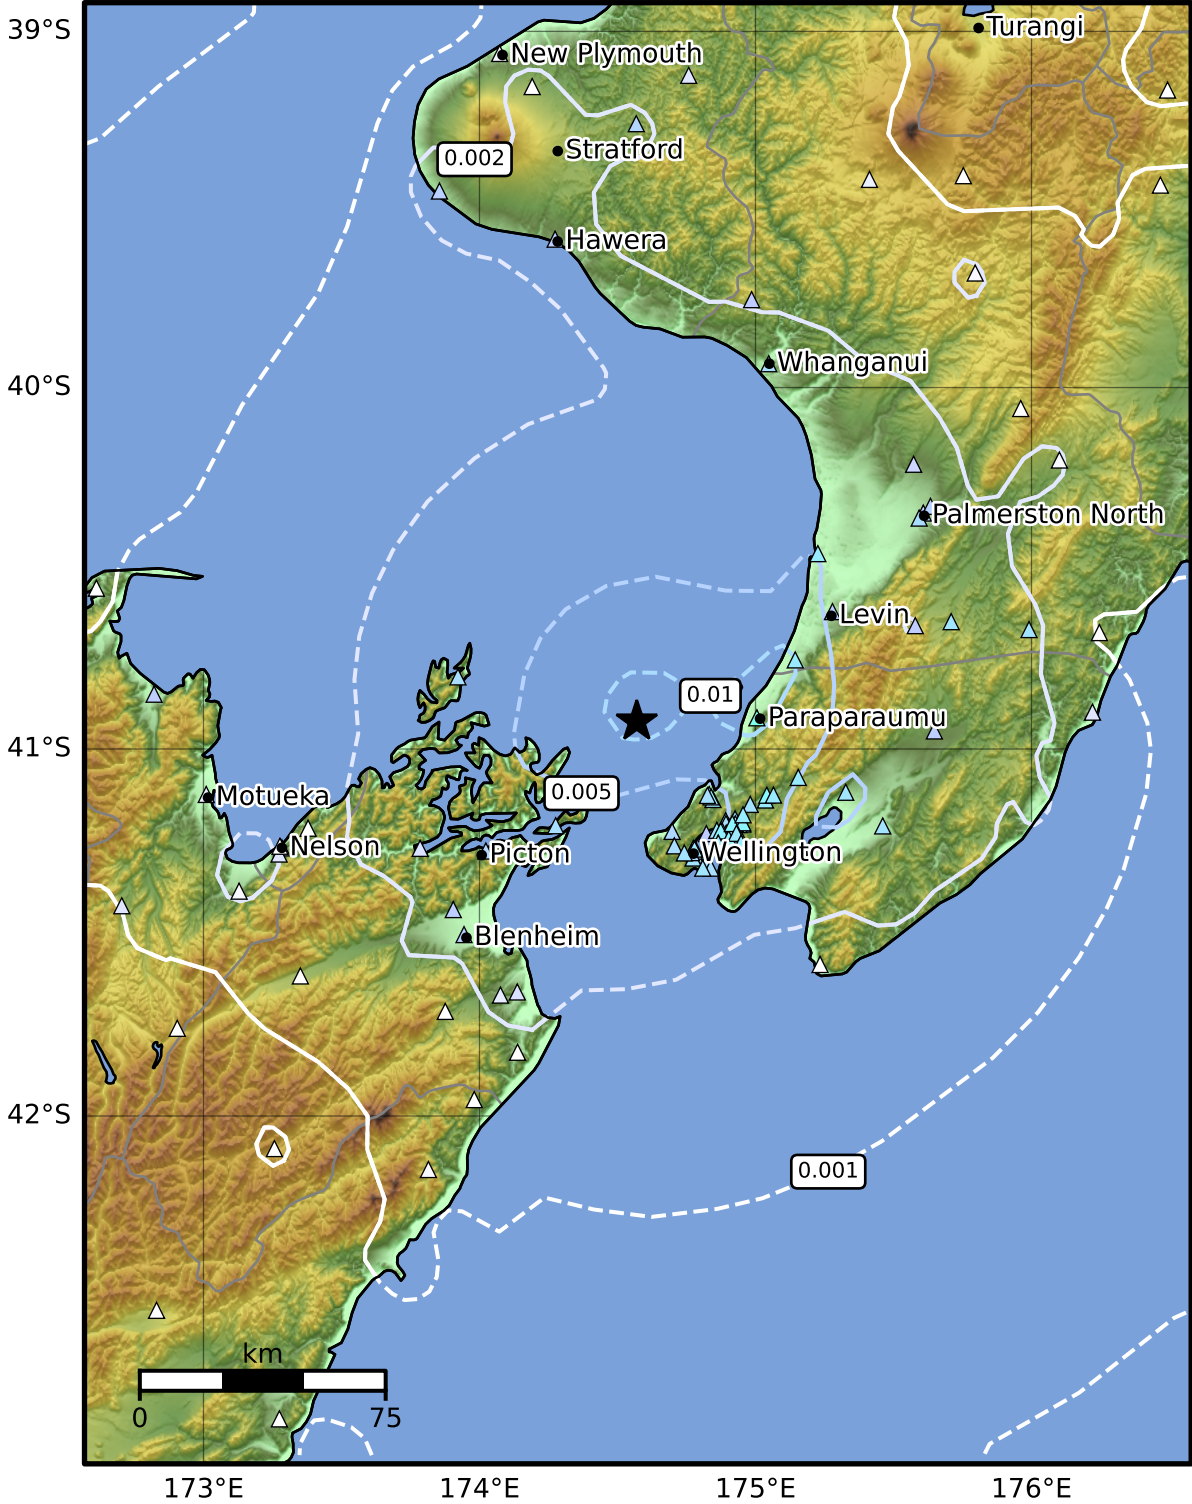 39°S
Turangi
New Plymouth
Stratford
0.002
Hawera
Whanganui
40°S
Palmerston North
Levin
0.01
Paraparaumu
41°S
Motueka
0.005
Nelson
Picton
Wellington
Blenheim
42°S
0.001
km
0
75
173°E
174°E
175°E
176°E